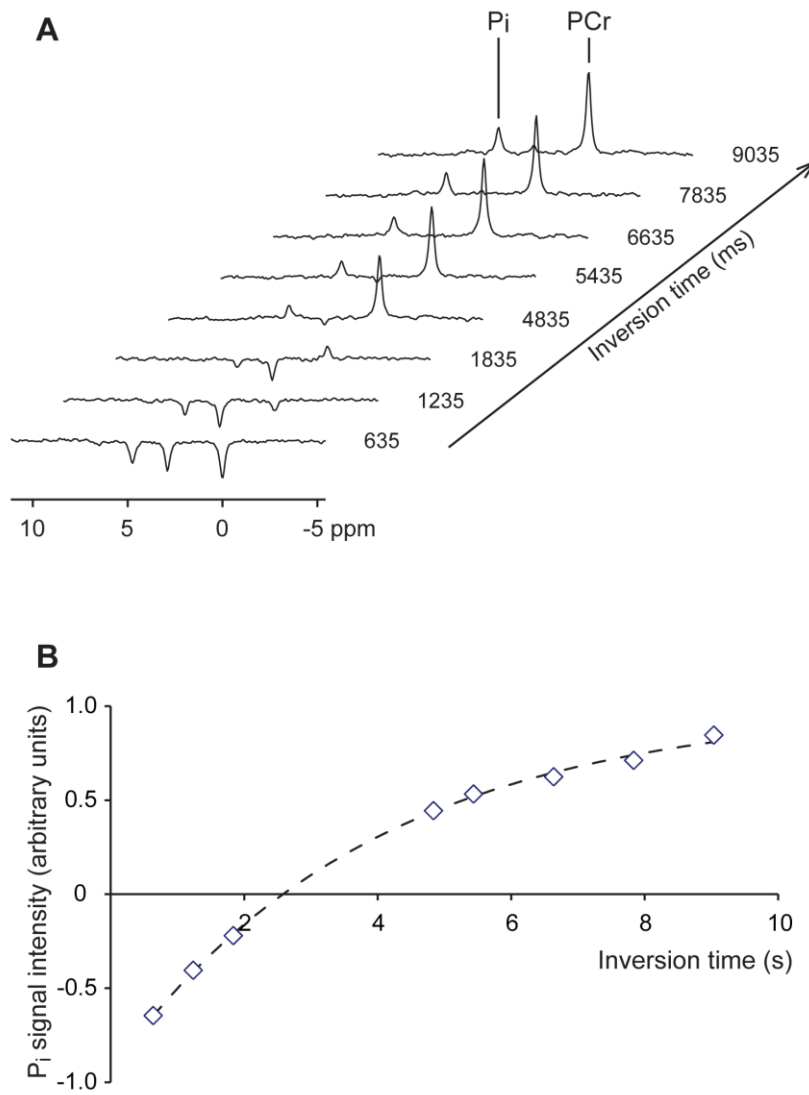 A
Pi PCr
9035
7835
6635
5435
4835
1835
1235
635
Inversion time (ms)
10 5 0 -5 ppm
B
1.0
0.5
0
-0.5
-1.0
2 4 6 8 10
Pi signal intensity (arbitrary units)
Inversion time (s)